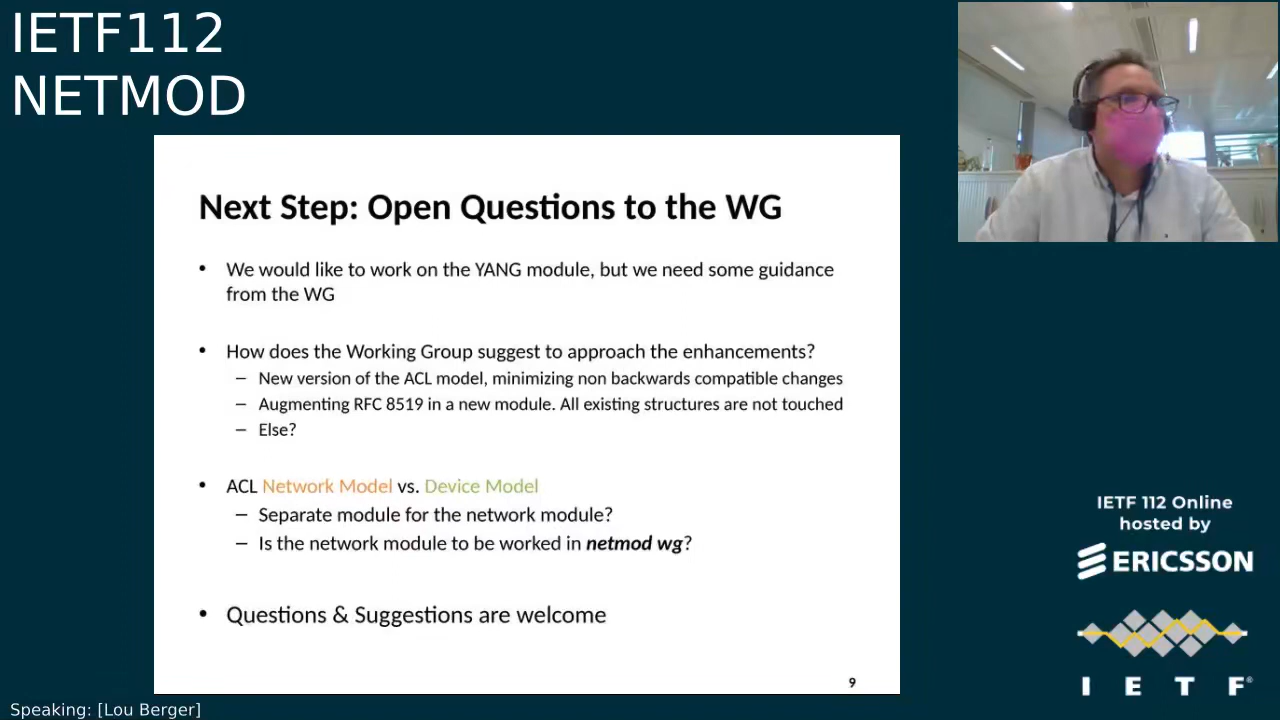 IETF112
NETMOD
Next Step: Open Questions to the WG
• We would like to work on the YANG module, but we need some guidance
from the WG
• How does the Working Group suggest to approach the enhancements?
– New version of the ACL model, minimizing non backwards compatible changes
– Augmenting RFC 8519 in a new module. All existing structures are not touched
– Else?
• ACL Network Model vs. Device Model
– Separate module for the network module?
– Is the network module to be worked in netmod wg?
• Questions & Suggestions are welcome
9
IETF 112 Online
hosted by
ERICSSON
I E T F®
Speaking: [Lou Berger]